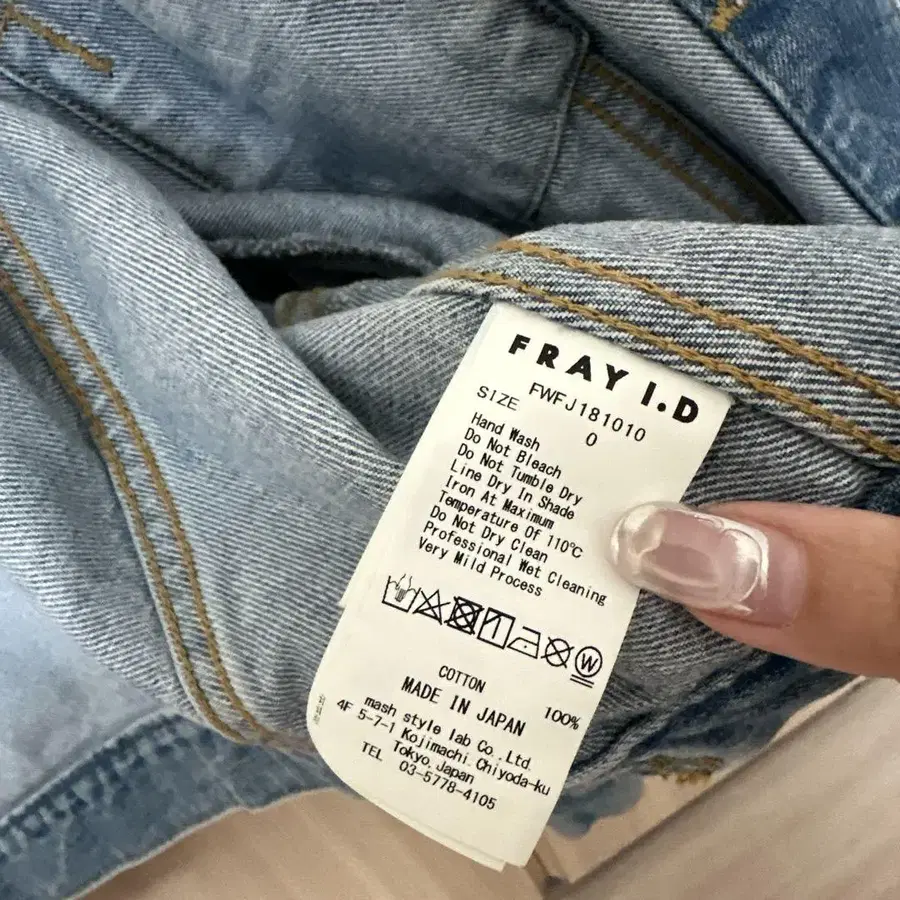 FRAY I.D
FWFJ181010
SIZE 0
Hand Wash
Do Not Bleach
Do Not Tumble Dry
Line Dry In Shade
Iron At Maximum
Temperature Of 110℃
Do Not Dry Clean
Professional Wet Cleaning
Very Mild Process
W
COTTON 100%
MADE IN JAPAN
mash style lab Co., Ltd.
4F 5-7-1 Kojimachi Chiyoda-ku
Tokyo Japan
TEL 03-5778-4105